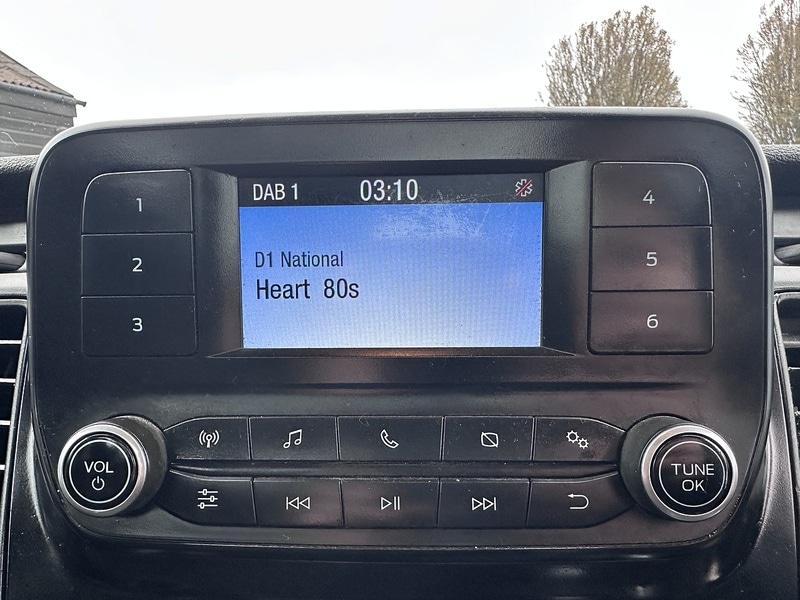 DAB 1 03:10
D1 National
Heart 80s
1
2
3
4
5
6
VOL
TUNE
OK